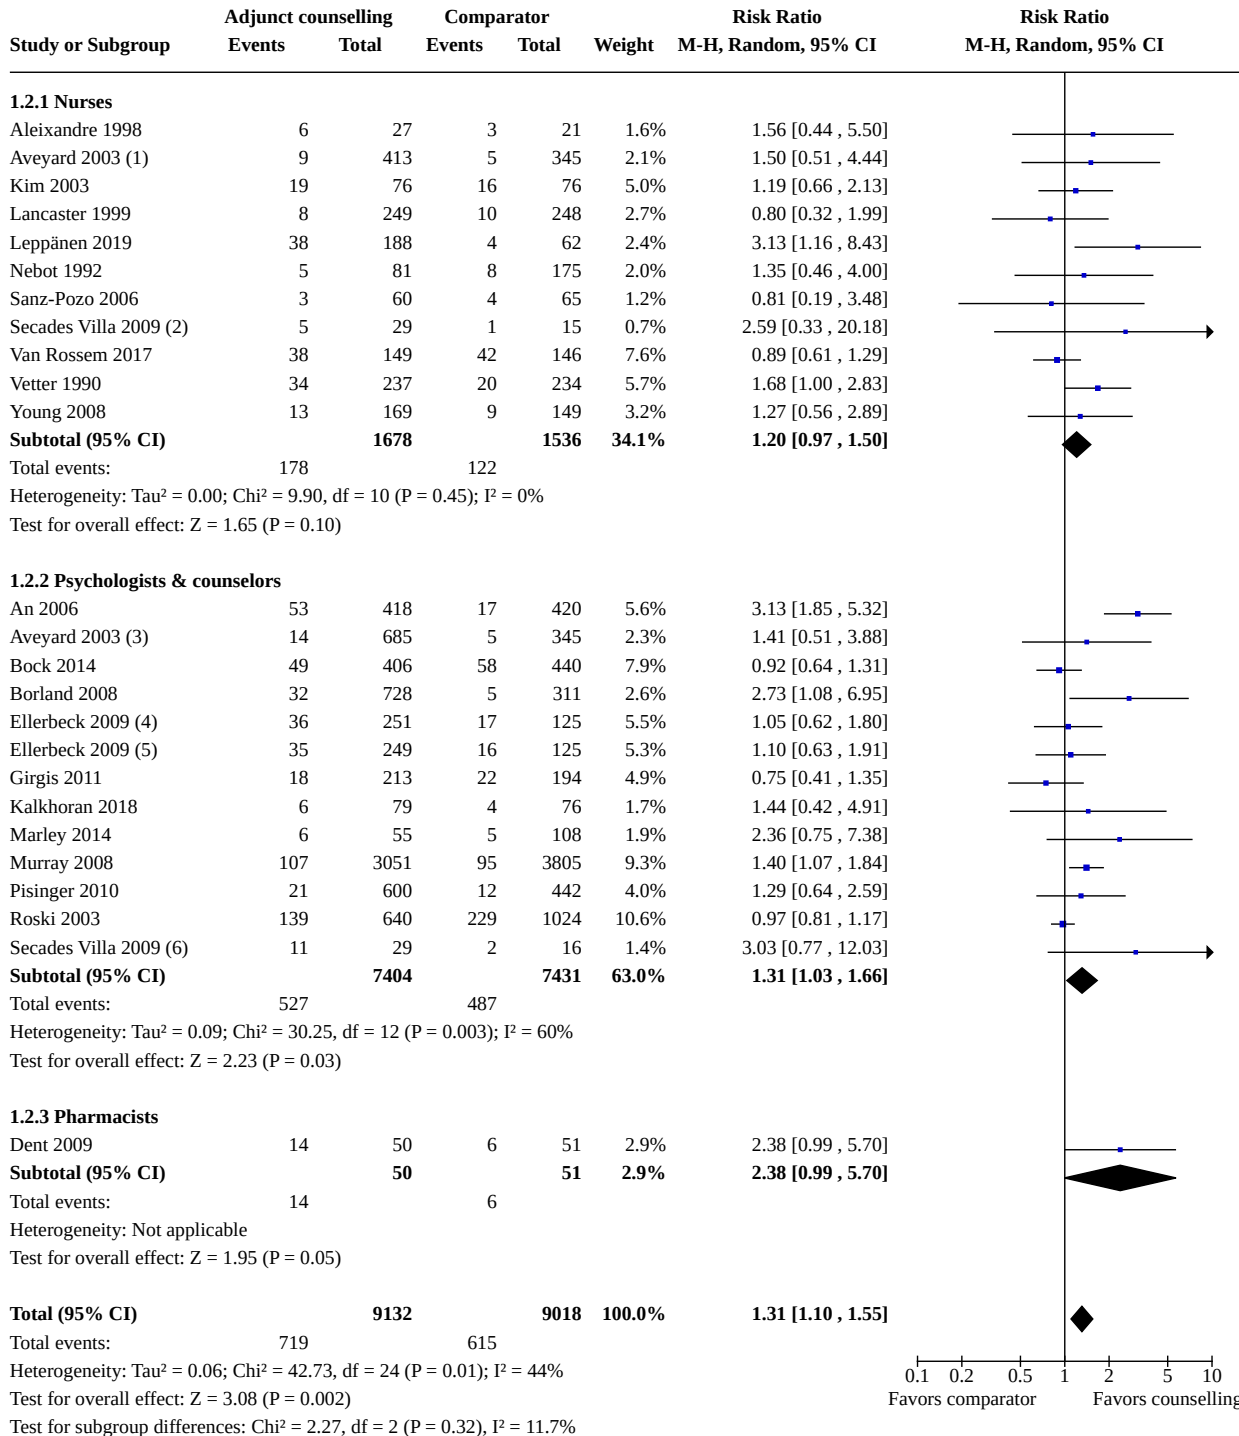 Adjunct counselling Comparator Risk Ratio Risk Ratio
Study or Subgroup Events Total Events Total Weight M-H, Random, 95% CI M-H, Random, 95% CI
1.2.1 Nurses
Aleixandre 1998 6 27 3 21 1.6% 1.56 [0.44 , 5.50]
Aveyard 2003 (1) 9 413 5 345 2.1% 1.50 [0.51 , 4.44]
Kim 2003 19 76 16 76 5.0% 1.19 [0.66 , 2.13]
Lancaster 1999 8 249 10 248 2.7% 0.80 [0.32 , 1.99]
Leppänen 2019 38 188 4 62 2.4% 3.13 [1.16 , 8.43]
Nebot 1992 5 81 8 175 2.0% 1.35 [0.46 , 4.00]
Sanz-Pozo 2006 3 60 4 65 1.2% 0.81 [0.19 , 3.48]
Secades Villa 2009 (2) 5 29 1 15 0.7% 2.59 [0.33 , 20.18]
Van Rossem 2017 38 149 42 146 7.6% 0.89 [0.61 , 1.29]
Vetter 1990 34 237 20 234 5.7% 1.68 [1.00 , 2.83]
Young 2008 13 169 9 149 3.2% 1.27 [0.56 , 2.89]
Subtotal (95% CI) 1678 1536 34.1% 1.20 [0.97 , 1.50]
Total events: 178 122
Heterogeneity: Tau² = 0.00; Chi² = 9.90, df = 10 (P = 0.45); I² = 0%
Test for overall effect: Z = 1.65 (P = 0.10)
1.2.2 Psychologists & counselors
An 2006 53 418 17 420 5.6% 3.13 [1.85 , 5.32]
Aveyard 2003 (3) 14 685 5 345 2.3% 1.41 [0.51 , 3.88]
Bock 2014 49 406 58 440 7.9% 0.92 [0.64 , 1.31]
Borland 2008 32 728 5 311 2.6% 2.73 [1.08 , 6.95]
Ellerbeck 2009 (4) 36 251 17 125 5.5% 1.05 [0.62 , 1.80]
Ellerbeck 2009 (5) 35 249 16 125 5.3% 1.10 [0.63 , 1.91]
Girgis 2011 18 213 22 194 4.9% 0.75 [0.41 , 1.35]
Kalkhoran 2018 6 79 4 76 1.7% 1.44 [0.42 , 4.91]
Marley 2014 6 55 5 108 1.9% 2.36 [0.75 , 7.38]
Murray 2008 107 3051 95 3805 9.3% 1.40 [1.07 , 1.84]
Pisinger 2010 21 600 12 442 4.0% 1.29 [0.64 , 2.59]
Roski 2003 139 640 229 1024 10.6% 0.97 [0.81 , 1.17]
Secades Villa 2009 (6) 11 29 2 16 1.4% 3.03 [0.77 , 12.03]
Subtotal (95% CI) 7404 7431 63.0% 1.31 [1.03 , 1.66]
Total events: 527 487
Heterogeneity: Tau² = 0.09; Chi² = 30.25, df = 12 (P = 0.003); I² = 60%
Test for overall effect: Z = 2.23 (P = 0.03)
1.2.3 Pharmacists
Dent 2009 14 50 6 51 2.9% 2.38 [0.99 , 5.70]
Subtotal (95% CI) 50 51 2.9% 2.38 [0.99 , 5.70]
Total events: 14 6
Heterogeneity: Not applicable
Test for overall effect: Z = 1.95 (P = 0.05)
Total (95% CI) 9132 9018 100.0% 1.31 [1.10 , 1.55]
Total events: 719 615
Heterogeneity: Tau² = 0.06; Chi² = 42.73, df = 24 (P = 0.01); I² = 44%
0.1 0.2 0.5 1 2 5 10
Test for overall effect: Z = 3.08 (P = 0.002)
Favors comparator Favors counselling
Test for subgroup differences: Chi² = 2.27, df = 2 (P = 0.32), I² = 11.7%